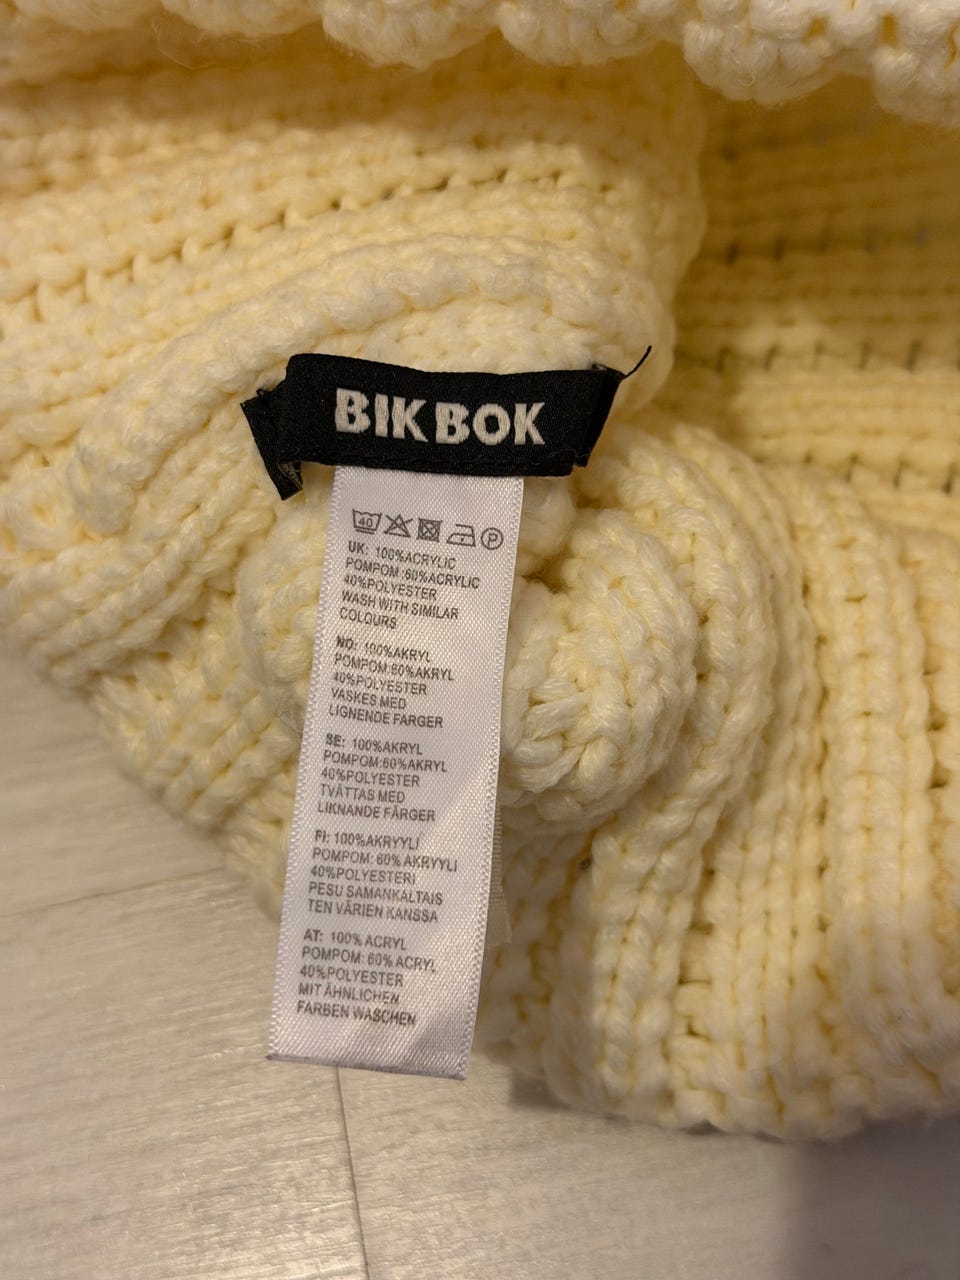 BIK BOK
40 P
UK: 100%ACRYLIC
POMPOM:60%ACRYLIC
40%POLYESTER
WASH WITH SIMILAR
COLOURS
NO: 100%AKRYL
POMPOM:60%AKRYL
40%POLYESTER
VASKES MED
LIGNENDE FARGER
SE: 100%AKRYL
POMPOM:60%AKRYL
40%POLYESTER
TVÄTTAS MED
LIKNANDE FÄRGER
FI: 100%AKRYYLI
POMPOM: 60% AKRYYLI
40%POLYESTERI
PESU SAMANKALTAIS
TEN VÄRIEN KANSSA
AT: 100% ACRYL
POMPOM: 60% ACRYL
40%POLYESTER
MIT ÄHNLICHEN
FARBEN WASCHEN